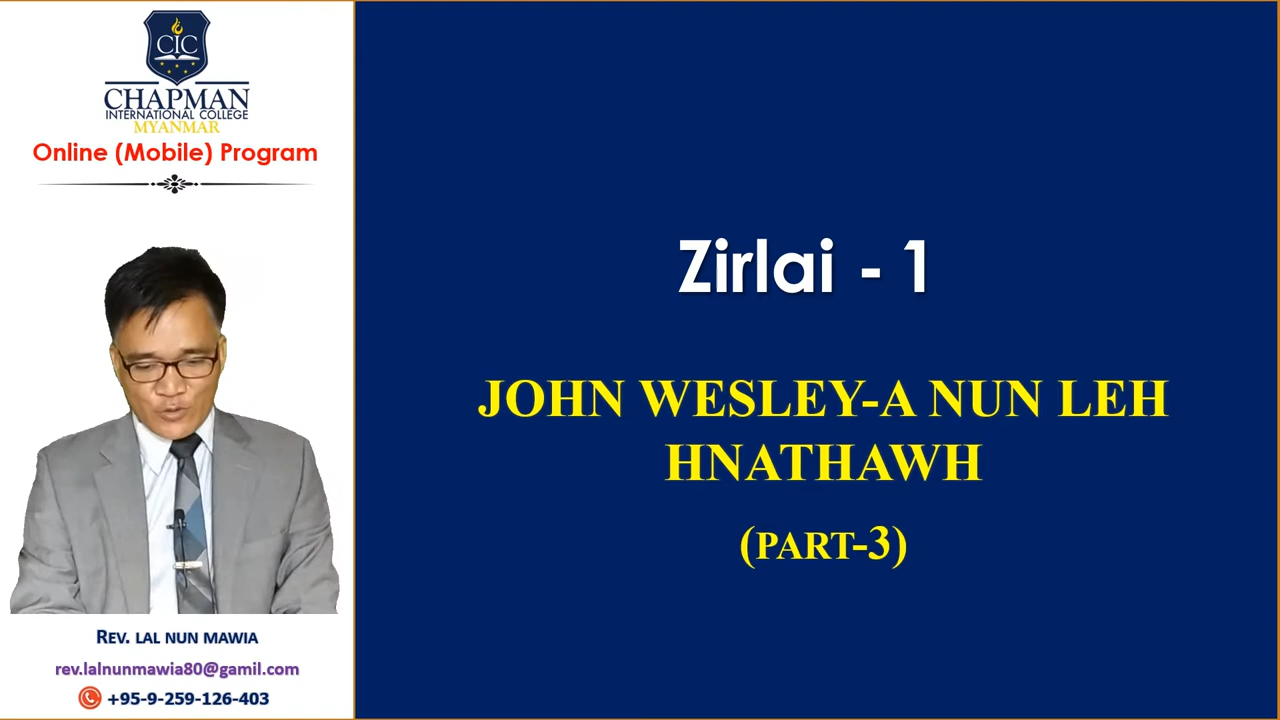 CIC
CHAPMAN
INTERNATIONAL COLLEGE
MYANMAR
Online (Mobile) Program
REV. LAL NUN MAWIA
rev.lalnunmawia80@gamil.com
+95-9-259-126-403
Zirlai - 1
JOHN WESLEY-A NUN LEH
HNATHAWH
(PART-3)